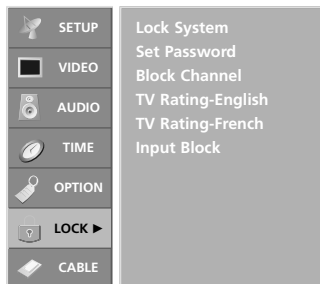 SETUP
VIDEO
AUDIO
TIME
OPTION
LOCK ►
CABLE
Lock System
Set Password
Block Channel
TV Rating-English
TV Rating-French
Input Block